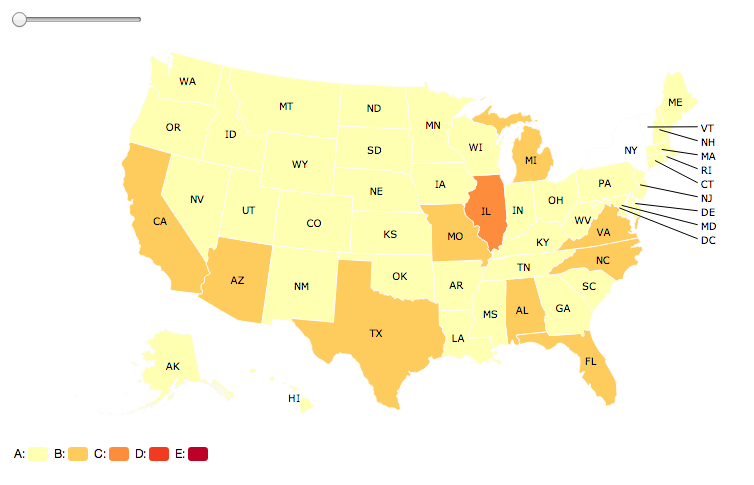 WA
MT
ND
MN
ME
VT
NH
MA
RI
CT
NJ
DE
MD
DC
OR
ID
SD
WI
MI
NY
WY
NE
IA
PA
NV
UT
CO
KS
IL
IN
OH
WV
VA
CA
MO
KY
NC
AZ
NM
OK
AR
TN
SC
TX
LA
MS
AL
GA
FL
AK
HI
A: B: C: D: E: